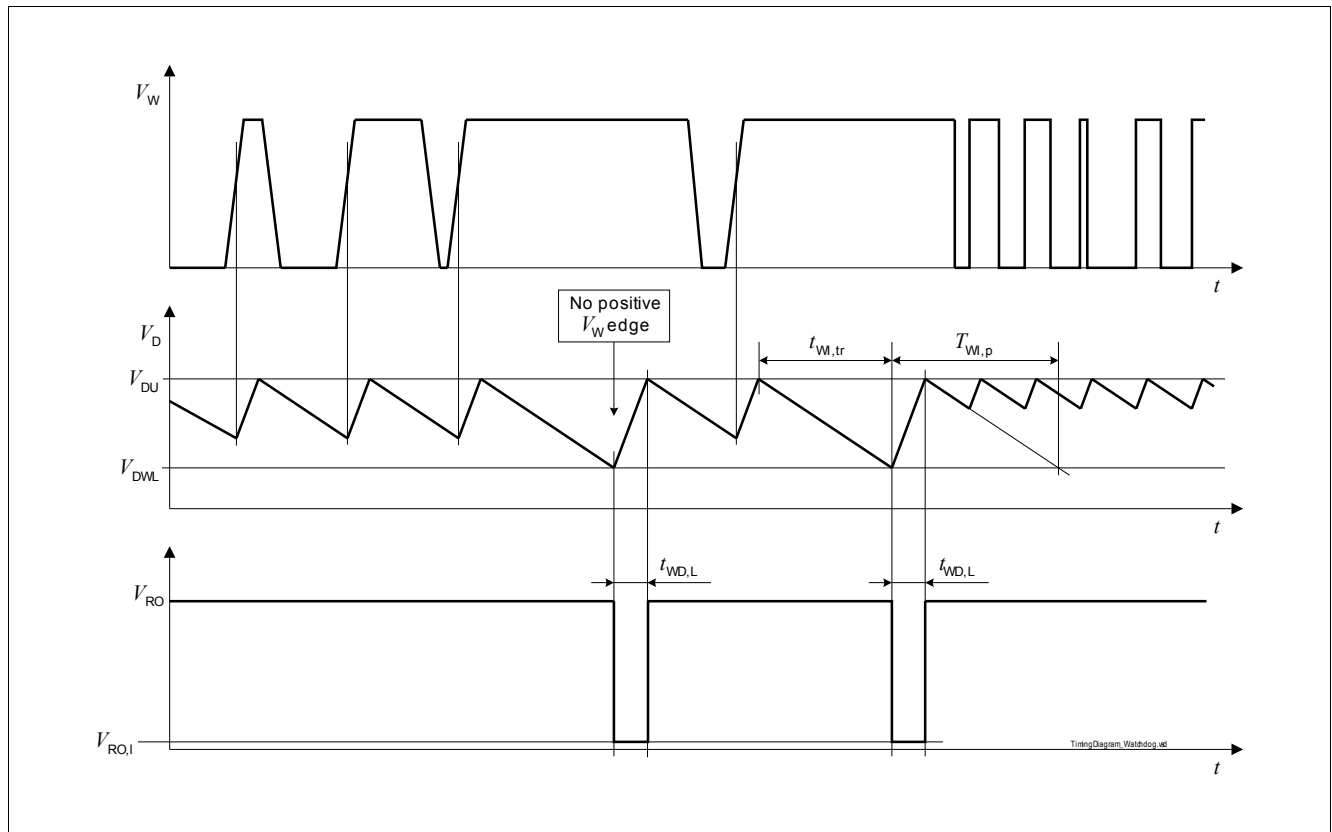 V_W
t
No positive
V_W edge
V_D
t_WI,tr
T_WI,p
V_DU
V_DWL
t
t_WD,L
t_WD,L
V_RO
V_RO,l
TimingDiagram_Watchdog.vsd
t